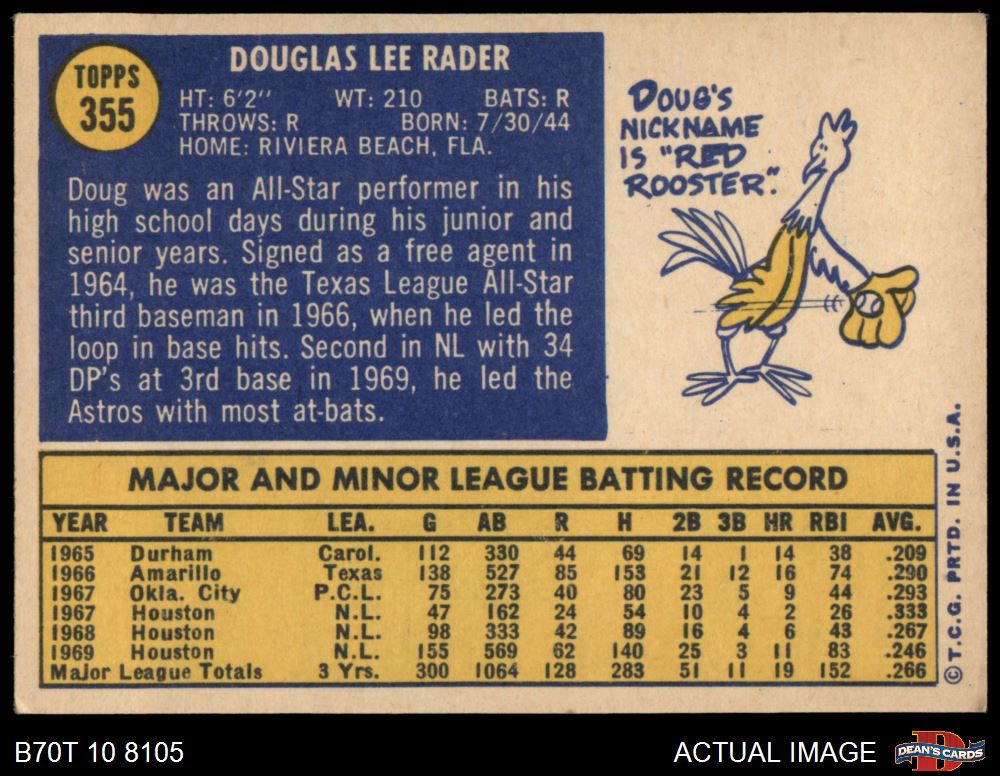 TOPPS
355
DOUGLAS LEE RADER
HT: 6'2" WT: 210 BATS: R
THROWS: R BORN: 7/30/44
HOME: RIVIERA BEACH, FLA.
Doug was an All-Star performer in his
high school days during his junior and
senior years. Signed as a free agent in
1964, he was the Texas League All-Star
third baseman in 1966, when he led the
loop in base hits. Second in NL with 34
DP's at 3rd base in 1969, he led the
Astros with most at-bats.
DOUG'S
NICKNAME
IS "RED
ROOSTER".
MAJOR AND MINOR LEAGUE BATTING RECORD
YEAR TEAM LEA. G AB R H 2B 3B HR RBI AVG.
1965 Durham Carol. 112 330 44 69 14 1 14 38 .209
1966 Amarillo Texas 138 527 85 153 21 12 16 74 .290
1967 Okla. City P.C.L. 75 273 40 80 23 5 9 44 .293
1967 Houston N.L. 47 162 24 54 10 4 2 26 .333
1968 Houston N.L. 98 333 42 89 16 4 6 43 .267
1969 Houston N.L. 155 569 62 140 25 3 11 83 .246
Major League Totals 3 Yrs. 300 1064 128 283 51 11 19 152 .266
© T.C.G. PRTD. IN U.S.A.
B70T 10 8105
ACTUAL IMAGE
DEAN'S CARDS